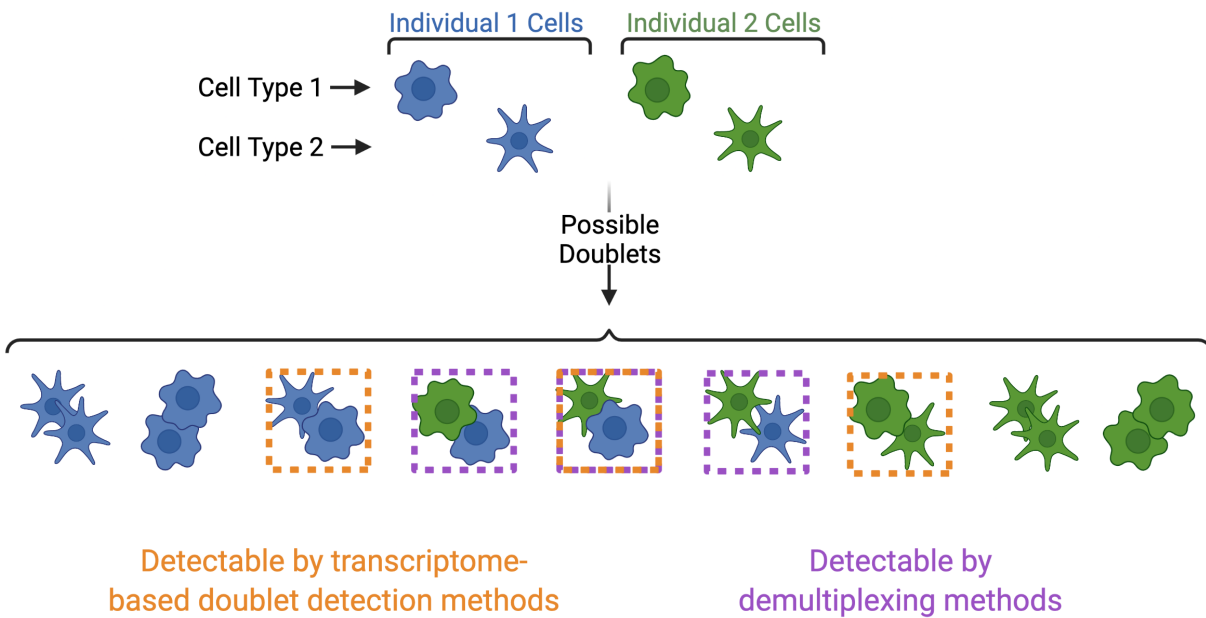 Individual 1 Cells
Individual 2 Cells
Cell Type 1
Cell Type 2
Possible
Doublets
Detectable by transcriptome-
based doublet detection methods
Detectable by
demultiplexing methods